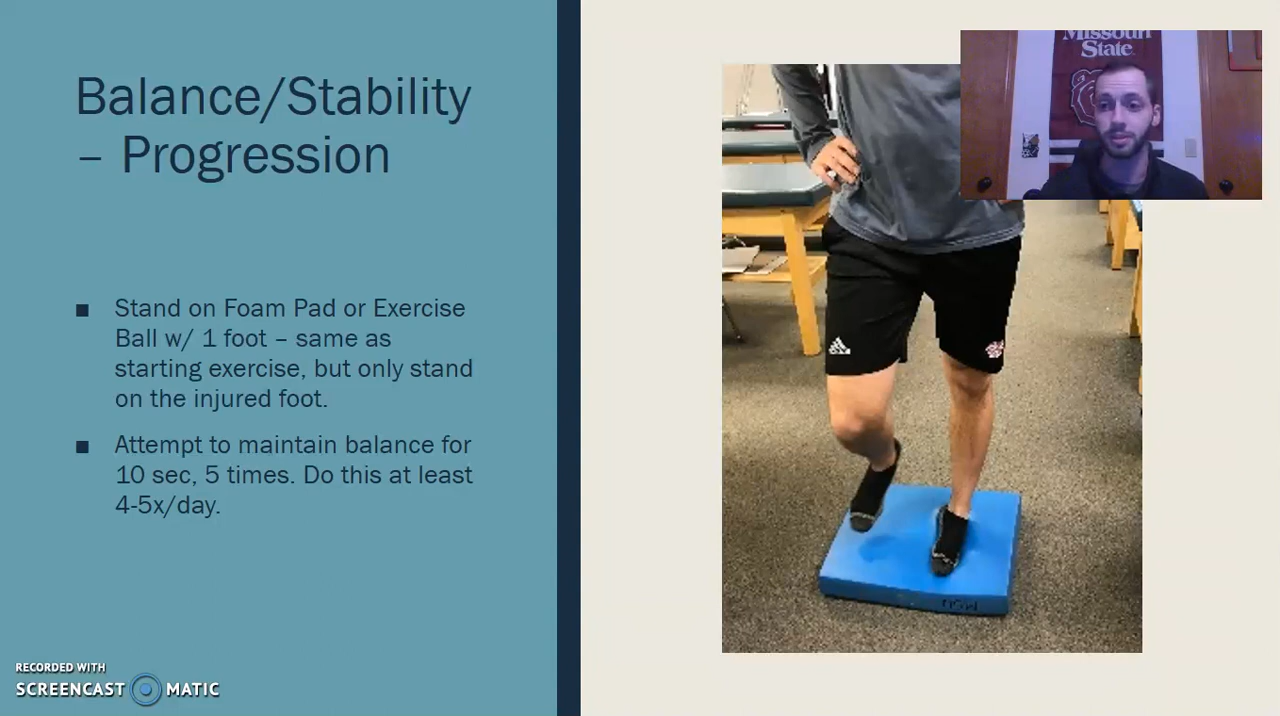 Balance/Stability
– Progression
■ Stand on Foam Pad or Exercise
Ball w/ 1 foot – same as
starting exercise, but only stand
on the injured foot.
■ Attempt to maintain balance for
10 sec, 5 times. Do this at least
4-5x/day.
Missouri
State
RECORDED WITH
SCREENCAST MATIC